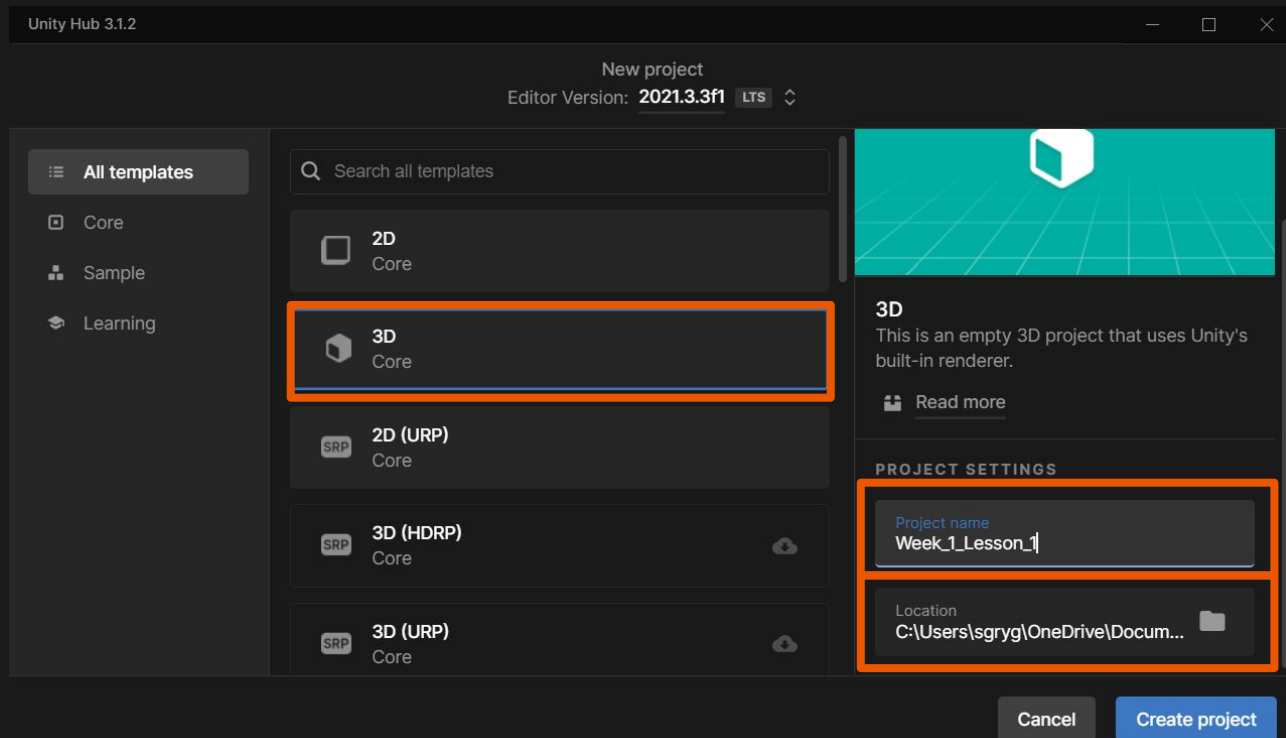 Unity Hub 3.1.2
New project
Editor Version: 2021.3.3f1 LTS
All templates
Core
Sample
Learning
Search all templates
2D
Core
3D
Core
2D (URP)
Core
SRP
3D (HDRP)
Core
SRP
3D (URP)
Core
SRP
3D
This is an empty 3D project that uses Unity's
built-in renderer.
Read more
PROJECT SETTINGS
Project name
Week_1_Lesson_1
Location
C:\Users\sgryg\OneDrive\Docum...
Cancel
Create project